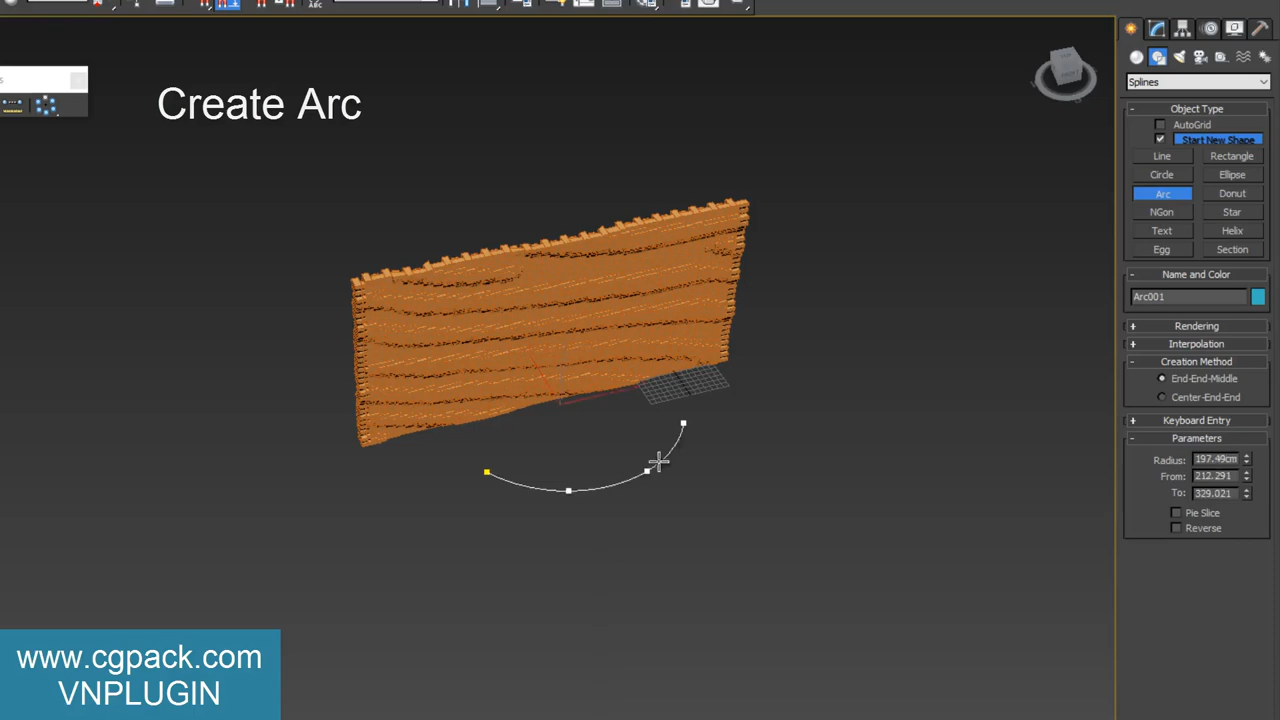 s
Create Arc
Splines
Object Type
AutoGrid
Start New Shape
Line Rectangle
Circle Ellipse
Arc Donut
NGon Star
Text Helix
Egg Section
Name and Color
Arc001
Rendering
Interpolation
Creation Method
End-End-Middle
Center-End-End
Keyboard Entry
Parameters
Radius: 197.49cm
From: 212.291
To: 329.021
Pie Slice
Reverse
www.cgpack.com
VNPLUGIN